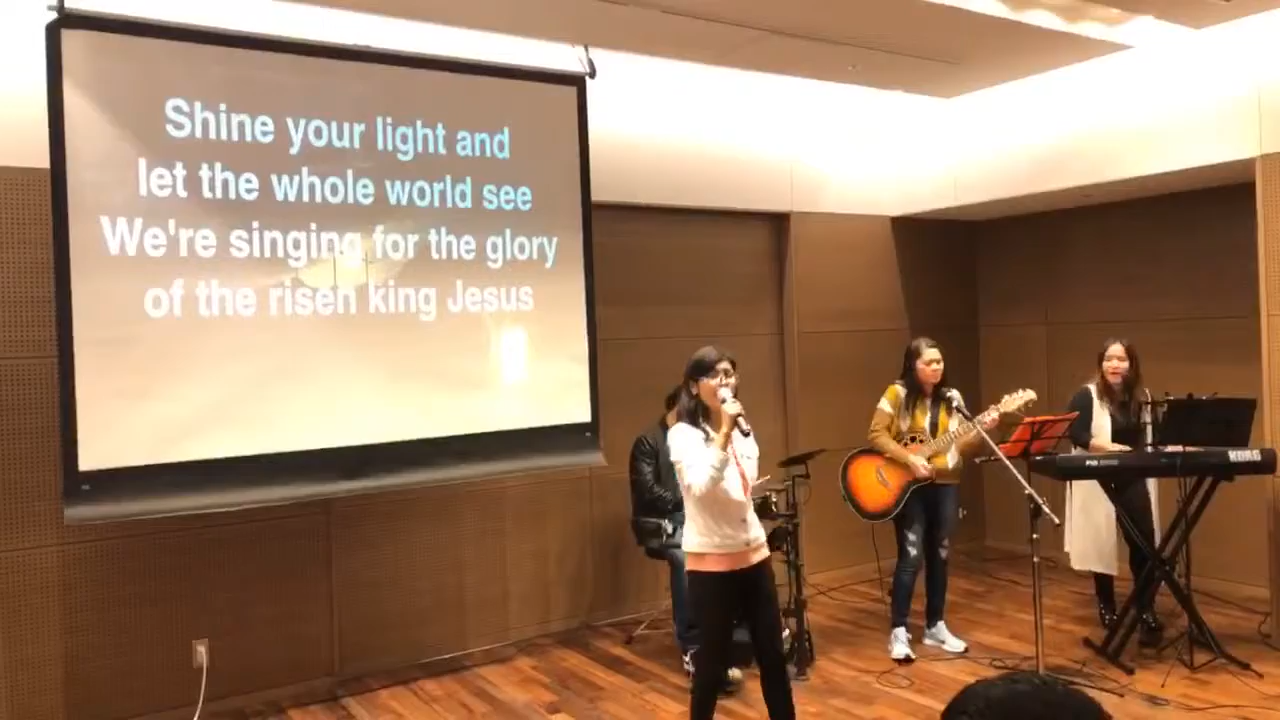 Shine your light and
let the whole world see
We're singing for the glory
of the risen king Jesus
KORG